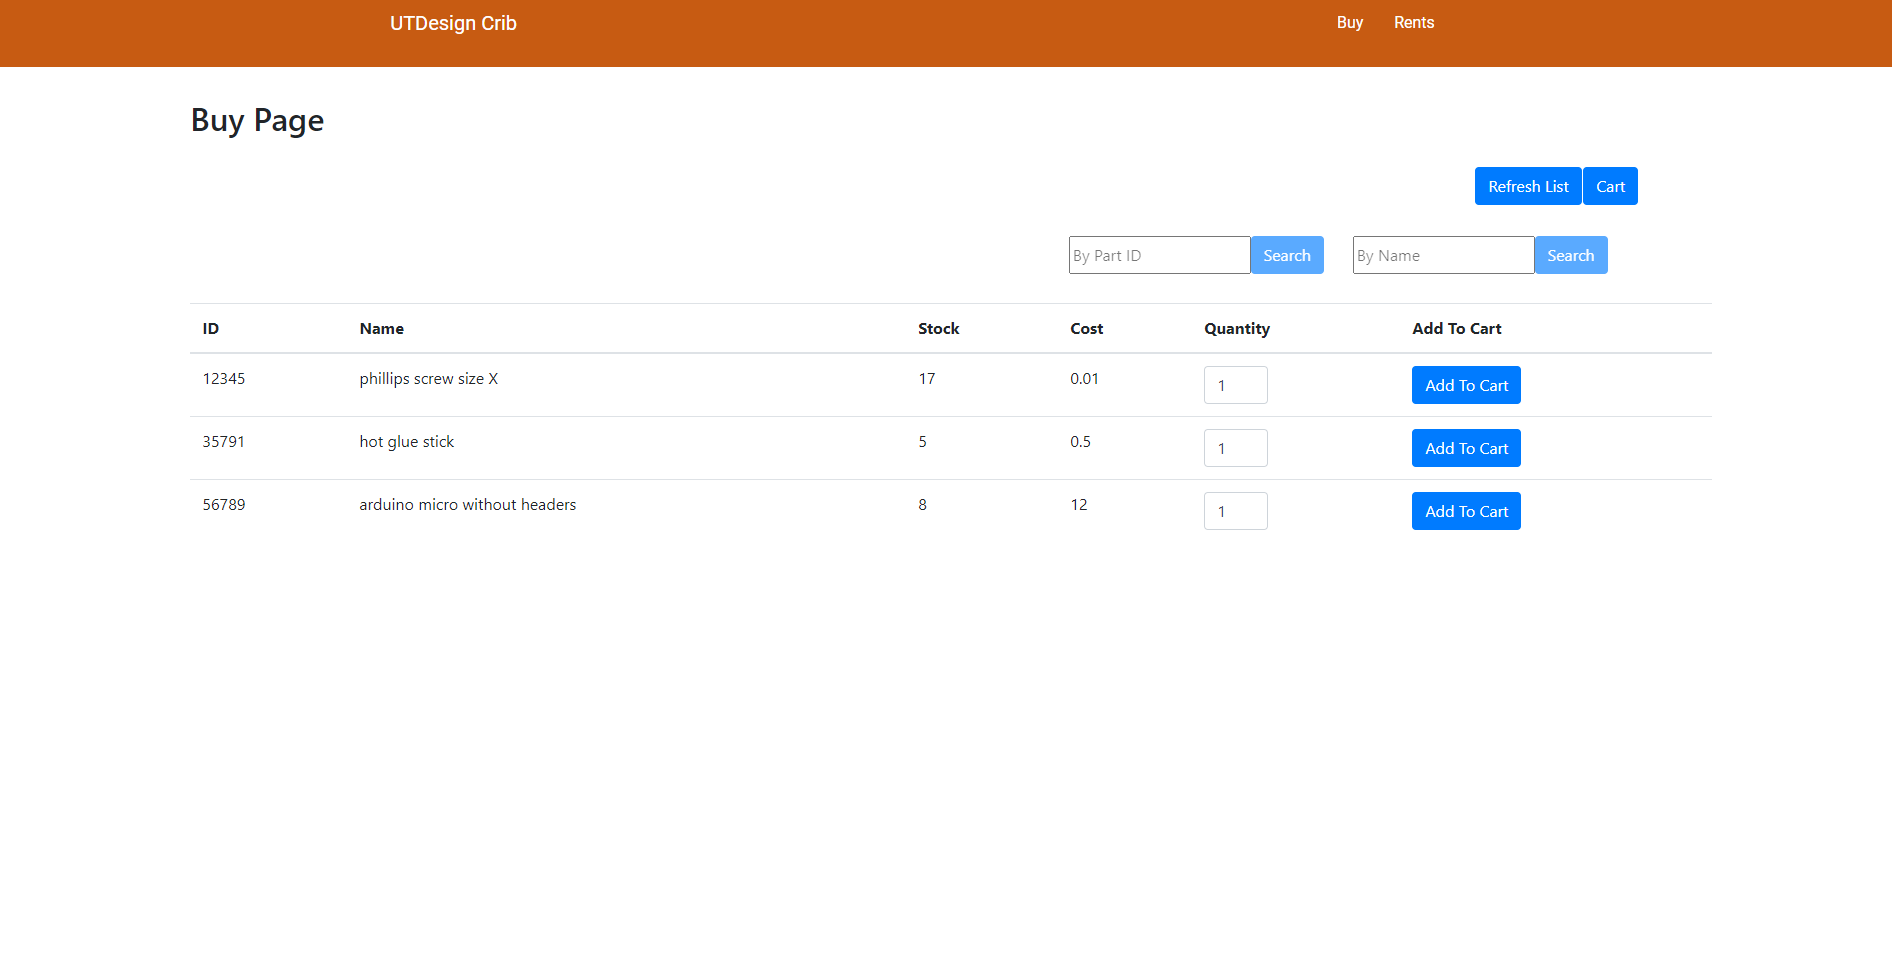 UTDesign Crib Buy Rents
Buy Page
Refresh List Cart
By Part ID Search By Name Search
ID Name Stock Cost Quantity Add To Cart
12345 phillips screw size X 17 0.01 1 Add To Cart
35791 hot glue stick 5 0.5 1 Add To Cart
56789 arduino micro without headers 8 12 1 Add To Cart